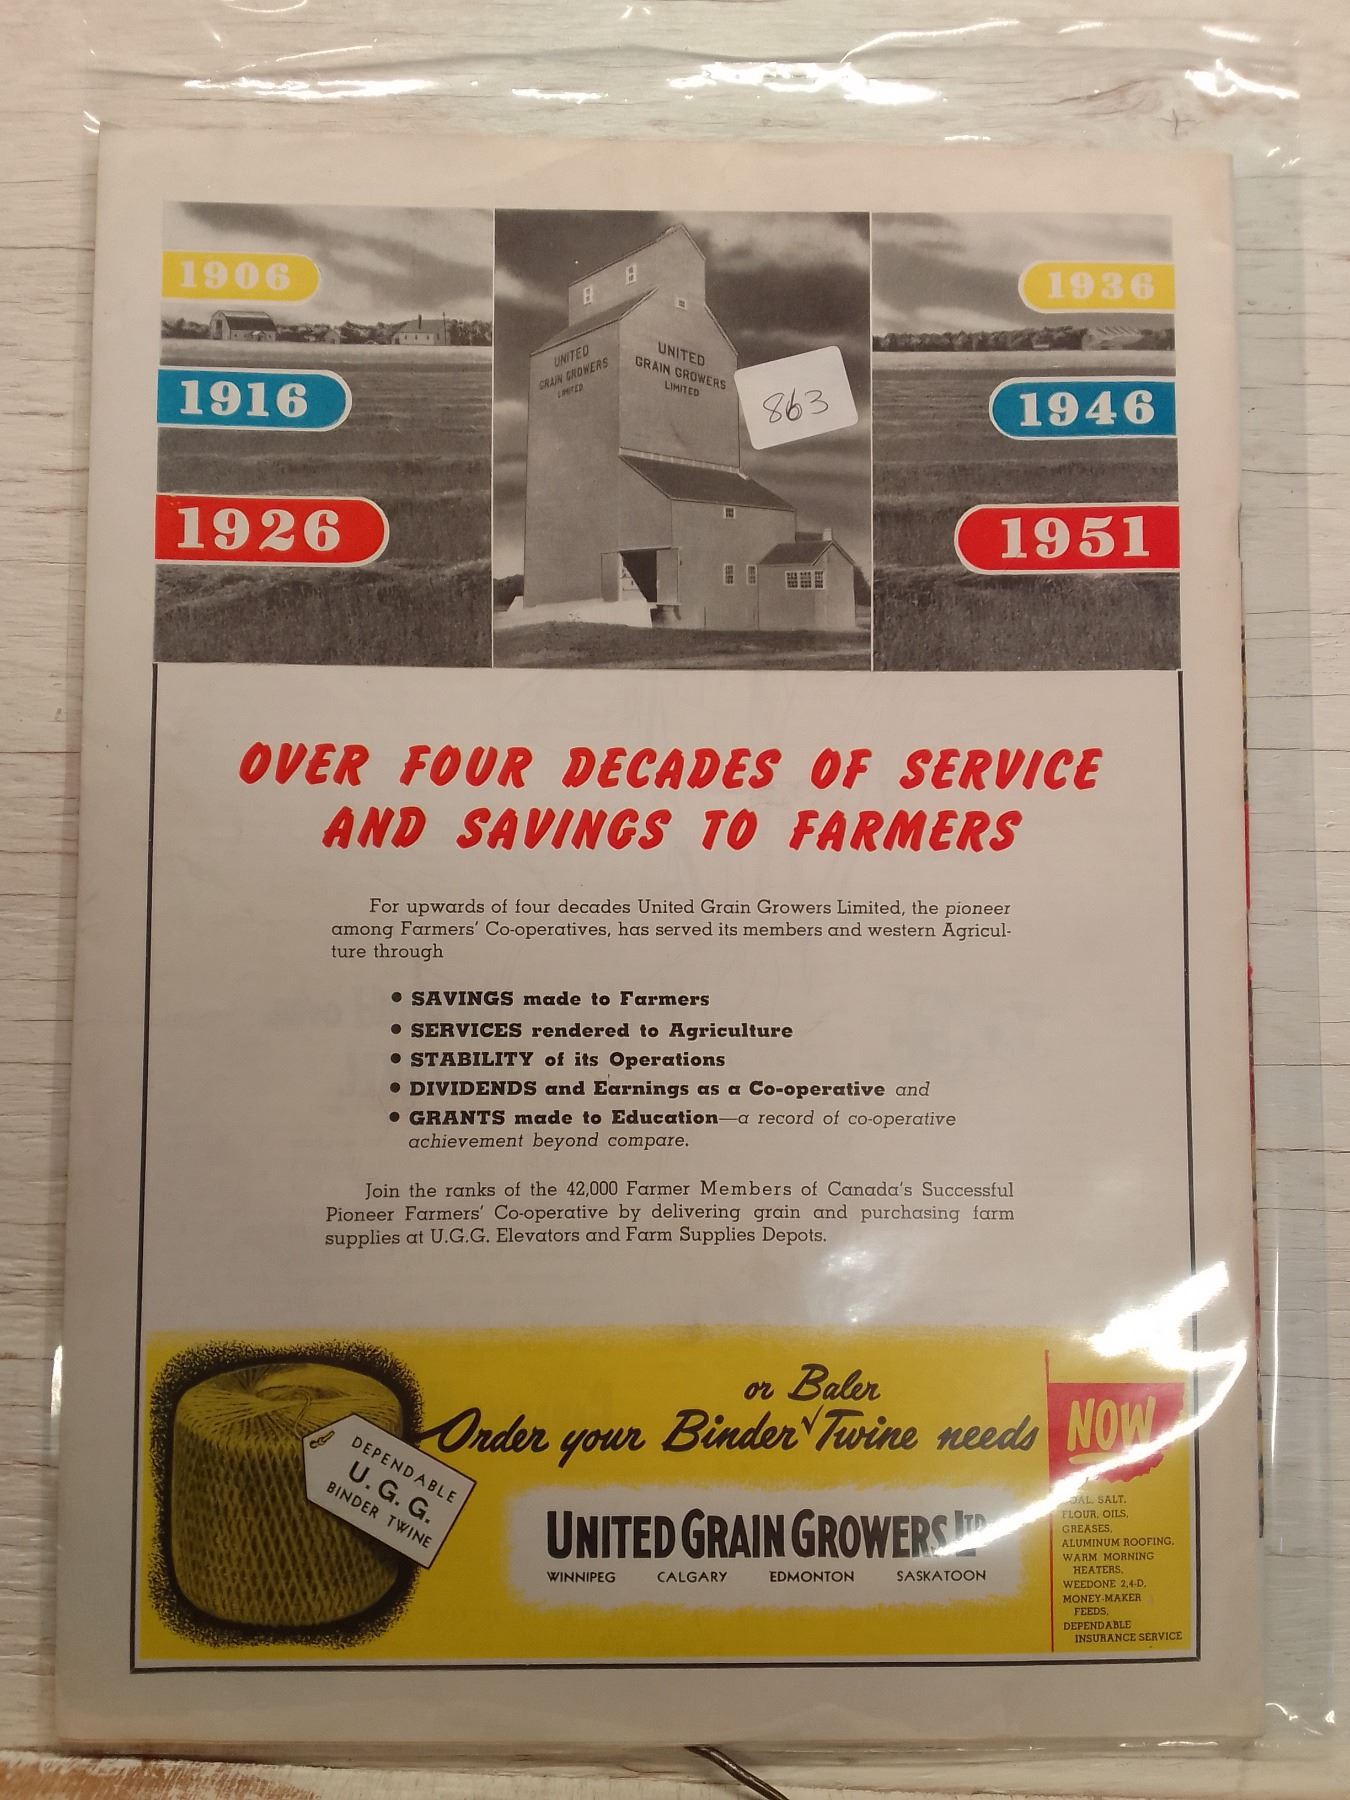 1906
1936
1916
1946
1926
1951
UNITED
GRAIN GROWERS
LIMITED
UNITED
GRAIN GROWERS
LIMITED
863
OVER FOUR DECADES OF SERVICE
AND SAVINGS TO FARMERS
For upwards of four decades United Grain Growers Limited, the pioneer
among Farmers' Co-operatives, has served its members and western Agricul-
ture through
• SAVINGS made to Farmers
• SERVICES rendered to Agriculture
• STABILITY of its Operations
• DIVIDENDS and Earnings as a Co-operative and
• GRANTS made to Education—a record of co-operative
achievement beyond compare.
Join the ranks of the 42,000 Farmer Members of Canada's Successful
Pioneer Farmers' Co-operative by delivering grain and purchasing farm
supplies at U.G.G. Elevators and Farm Supplies Depots.
or Baler
Order your Binder √ Twine needs
NOW
DEPENDABLE
U. G. G.
BINDER TWINE
UNITED GRAIN GROWERS LTD
WINNIPEG CALGARY EDMONTON SASKATOON
COAL, SALT,
FLOUR, OILS,
GREASES,
ALUMINUM ROOFING,
WARM MORNING
HEATERS,
WEEDONE 2,4-D,
MONEY-MAKER
FEEDS,
DEPENDABLE
INSURANCE SERVICE